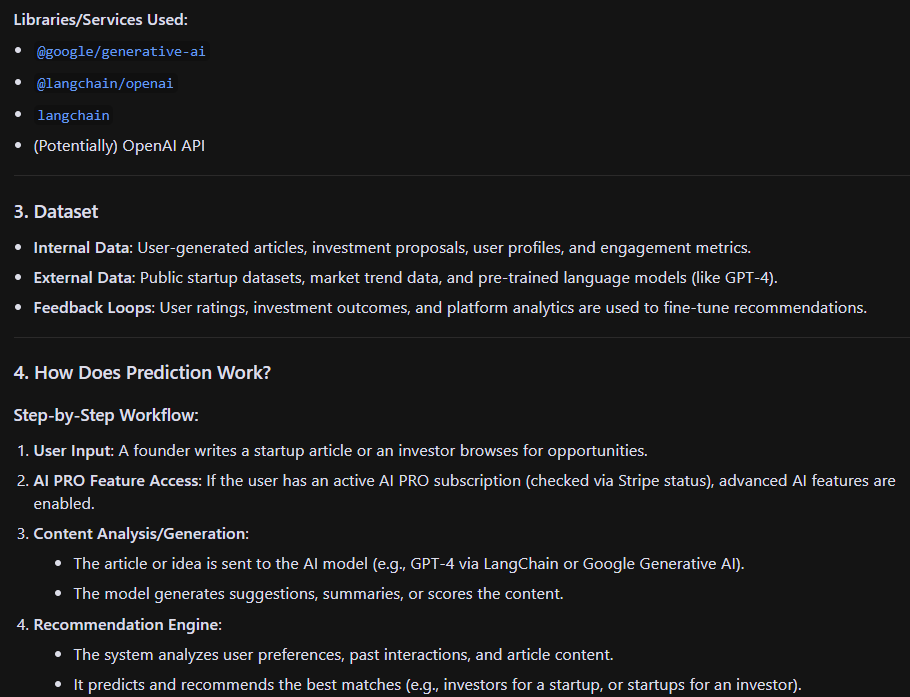 Libraries/Services Used:
• @google/generative-ai
• @langchain/openai
• langchain
• (Potentially) OpenAI API
3. Dataset
• Internal Data: User-generated articles, investment proposals, user profiles, and engagement metrics.
• External Data: Public startup datasets, market trend data, and pre-trained language models (like GPT-4).
• Feedback Loops: User ratings, investment outcomes, and platform analytics are used to fine-tune recommendations.
4. How Does Prediction Work?
Step-by-Step Workflow:
1. User Input: A founder writes a startup article or an investor browses for opportunities.
2. AI PRO Feature Access: If the user has an active AI PRO subscription (checked via Stripe status), advanced AI features are
enabled.
3. Content Analysis/Generation:
• The article or idea is sent to the AI model (e.g., GPT-4 via LangChain or Google Generative AI).
• The model generates suggestions, summaries, or scores the content.
4. Recommendation Engine:
• The system analyzes user preferences, past interactions, and article content.
• It predicts and recommends the best matches (e.g., investors for a startup, or startups for an investor).